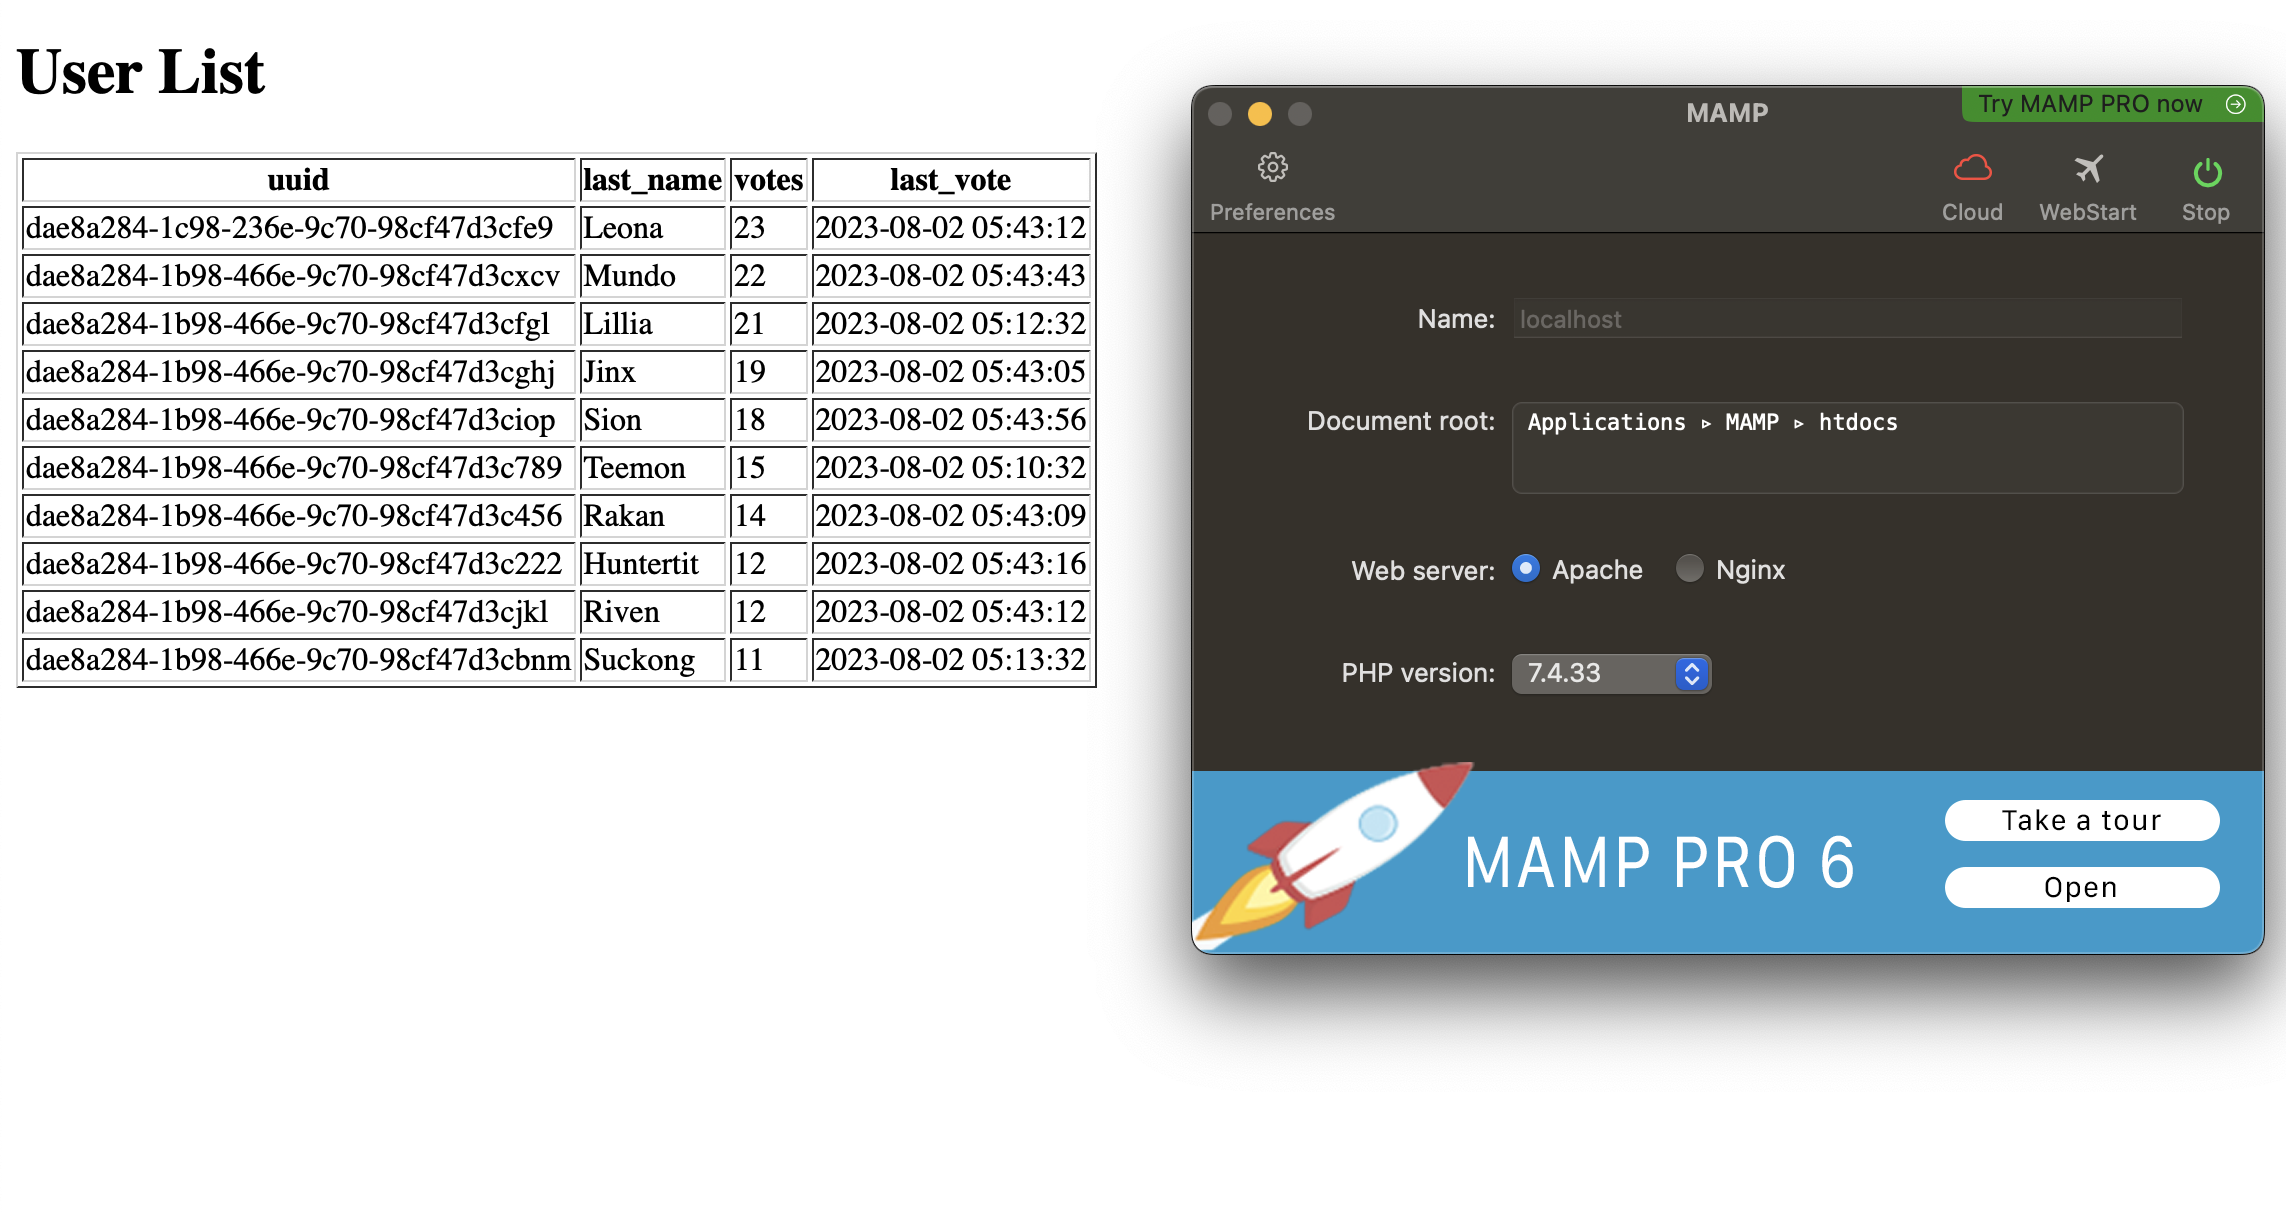 User List
uuid last_name votes last_vote
dae8a284-1c98-236e-9c70-98cf47d3cfe9 Leona 23 2023-08-02 05:43:12
dae8a284-1b98-466e-9c70-98cf47d3cxcv Mundo 22 2023-08-02 05:43:43
dae8a284-1b98-466e-9c70-98cf47d3cfgl Lillia 21 2023-08-02 05:12:32
dae8a284-1b98-466e-9c70-98cf47d3cghj Jinx 19 2023-08-02 05:43:05
dae8a284-1b98-466e-9c70-98cf47d3ciop Sion 18 2023-08-02 05:43:56
dae8a284-1b98-466e-9c70-98cf47d3c789 Teemon 15 2023-08-02 05:10:32
dae8a284-1b98-466e-9c70-98cf47d3c456 Rakan 14 2023-08-02 05:43:09
dae8a284-1b98-466e-9c70-98cf47d3c222 Huntertit 12 2023-08-02 05:43:16
dae8a284-1b98-466e-9c70-98cf47d3cjkl Riven 12 2023-08-02 05:43:12
dae8a284-1b98-466e-9c70-98cf47d3cbnm Suckong 11 2023-08-02 05:13:32
MAMP
Try MAMP PRO now
Preferences Cloud WebStart Stop
Name: localhost
Document root: Applications ▹ MAMP ▹ htdocs
Web server: Apache Nginx
PHP version: 7.4.33
MAMP PRO 6
Take a tour
Open